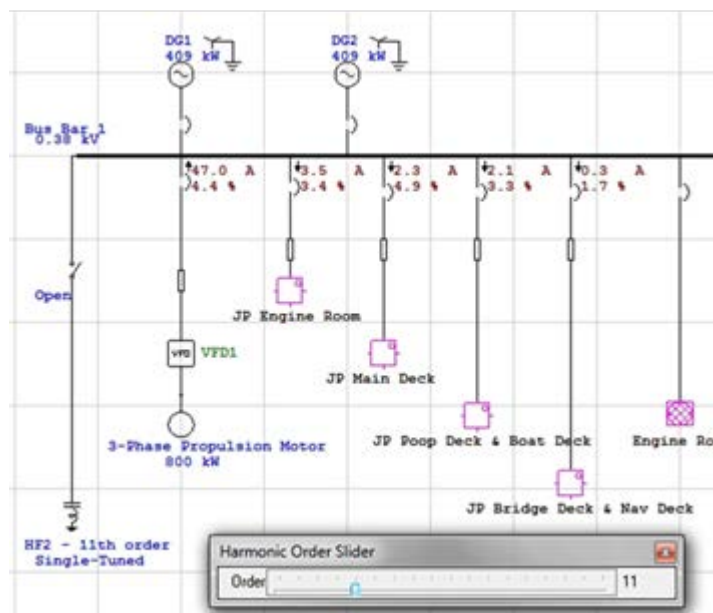 DG1
409 kW
DG2
409 kW
Bus Bar 1
0.38 kV
47.0 A
4.4 %
3.5 A
3.4 %
2.3 A
4.9 %
2.1 A
3.3 %
0.3 A
1.7 %
Open
JP Engine Room
VFD
VFD1
JP Main Deck
3-Phase Propulsion Motor
800 kW
JP Poop Deck & Boat Deck
Engine Ro
JP Bridge Deck & Nav Deck
HF2 - 11th order
Single-Tuned
Harmonic Order Slider
Order
11